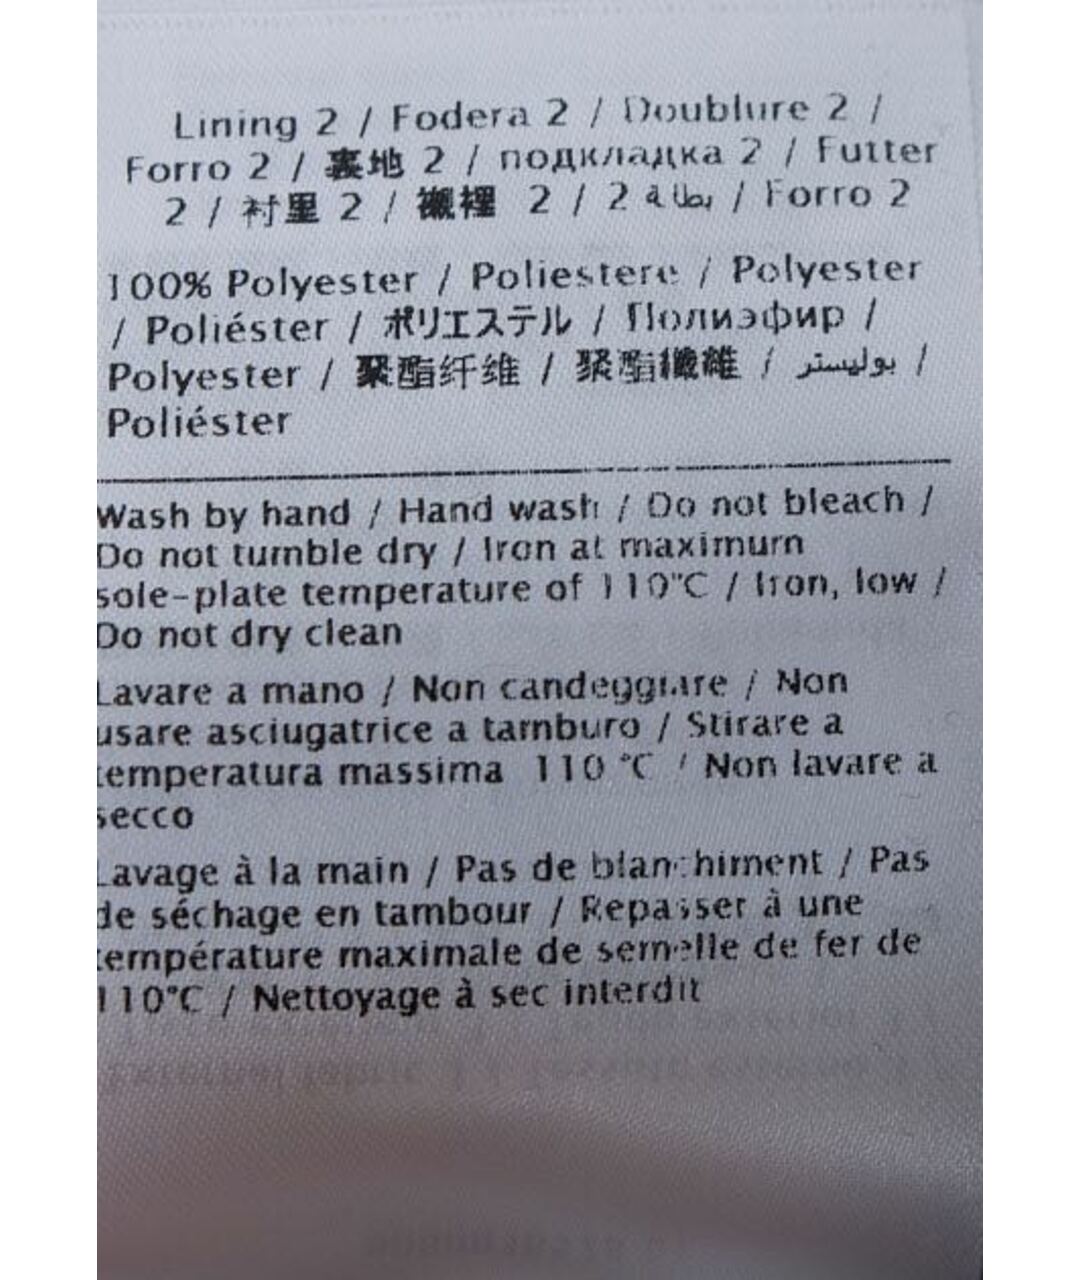 Lining 2 / Fodera 2 / Doublure 2 /
Forro 2 / 裏地 2 / подкладка 2 / Futter
2 / 衬里 2 / 襯裡 2 / 2 بطانة / Forro 2
100% Polyester / Poliestere / Polyester
/ Poliéster / ポリエステル / Полиэфир /
Polyester / 聚酯纤维 / 聚酯纖維 / بوليستر /
Poliéster
Wash by hand / Hand wash / Do not bleach /
Do not tumble dry / Iron at maximum
sole-plate temperature of 110°C / Iron, low /
Do not dry clean
Lavare a mano / Non candeggiare / Non
usare asciugatrice a tamburo / Stirare a
temperatura massima 110 °C / Non lavare a
secco
Lavage à la main / Pas de blanchiment / Pas
de séchage en tambour / Repasser à une
température maximale de semelle de fer de
110°C / Nettoyage à sec interdit